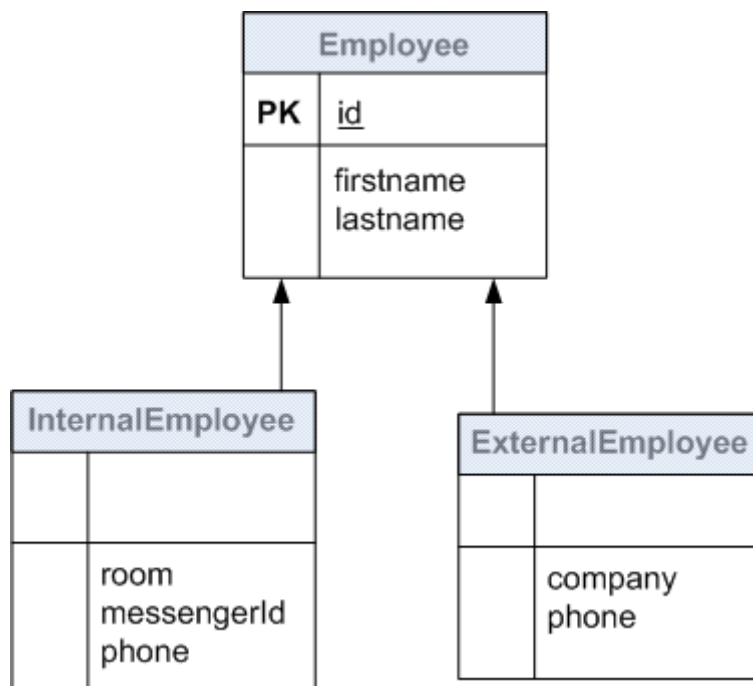 Employee
PK id
firstname
lastname
InternalEmployee
room
messengerId
phone
ExternalEmployee
company
phone